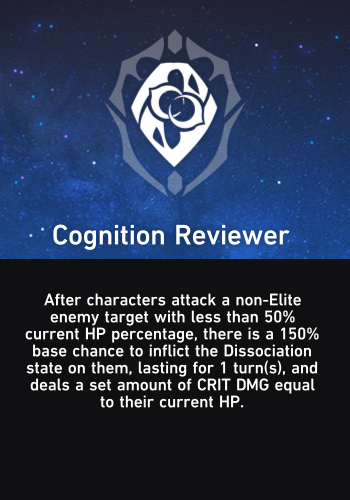 Cognition Reviewer
After characters attack a non-Elite
enemy target with less than 50%
current HP percentage, there is a 150%
base chance to inflict the Dissociation
state on them, lasting for 1 turn(s), and
deals a set amount of CRIT DMG equal
to their current HP.